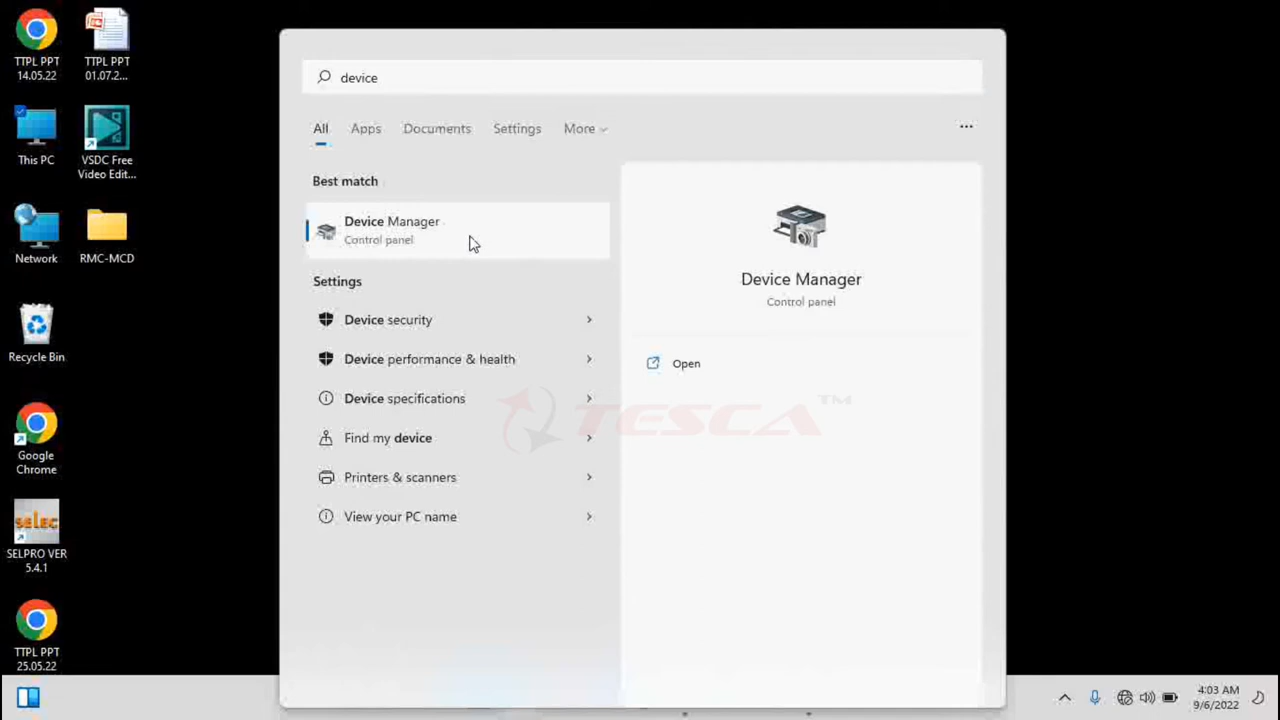 TTPL PPT
14.05.22
TTPL PPT
01.07.2...
This PC
VSDC Free
Video Edit...
Network
RMC-MCD
Recycle Bin
Google
Chrome
selec
SELPRO VER
5.4.1
TTPL PPT
25.05.22
device
All
Apps
Documents
Settings
More
...
Best match
Device Manager
Control panel
Settings
Device security
Device performance & health
Device specifications
Find my device
Printers & scanners
View your PC name
Device Manager
Control panel
Open
TESCA™
4:03 AM
9/6/2022